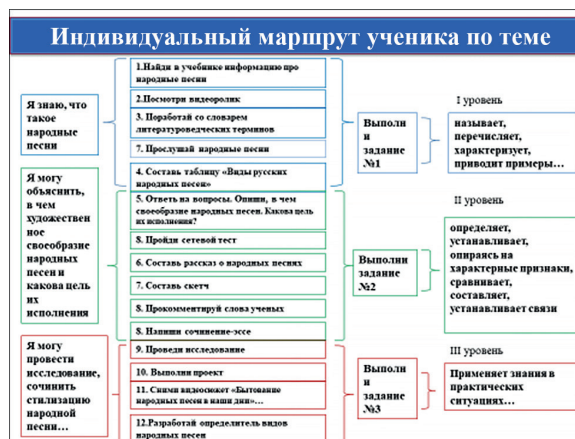 Индивидуальный маршрут ученика по теме
Я знаю, что
такое
народные
песни
1.Найди в учебнике информацию про
народные песни
2.Посмотри видеоролик
3. Поработай со словарем
литературоведческих терминов
7. Прослушай народные песни
4. Составь таблицу «Виды русских
народных песен»
Выполн
и
задание
№1
I уровень
называет,
перечисляет,
характеризует,
приводит примеры…
Я могу
объяснить,
в чем
художествен
ное
своеобразие
народных
песен и
какова цель
их
исполнения
5. Ответь на вопросы. Опиши, в чем
своеобразие народных песен. Какова цель
их исполнения?
8. Пройди сетевой тест
6. Составь рассказ о народных песнях
7. Составь скетч
8. Прокомментируй слова ученых
8. Напиши сочинение-эссе
Выполни
задание
№2
II уровень
определяет,
устанавливает,
опираясь на
характерные признаки,
сравнивает,
составляет,
устанавливает связи
Я могу
провести
исследование,
сочинить
стилизацию
народной
песни…
9. Проведи исследование
10. Выполни проект
11. Сними видеосюжет «Бытование
народных песен в наши дни»…
12.Разработай определитель видов
народных песен
Выполн
и
задание
№3
III уровень
Применяет знания в
практических
ситуациях…